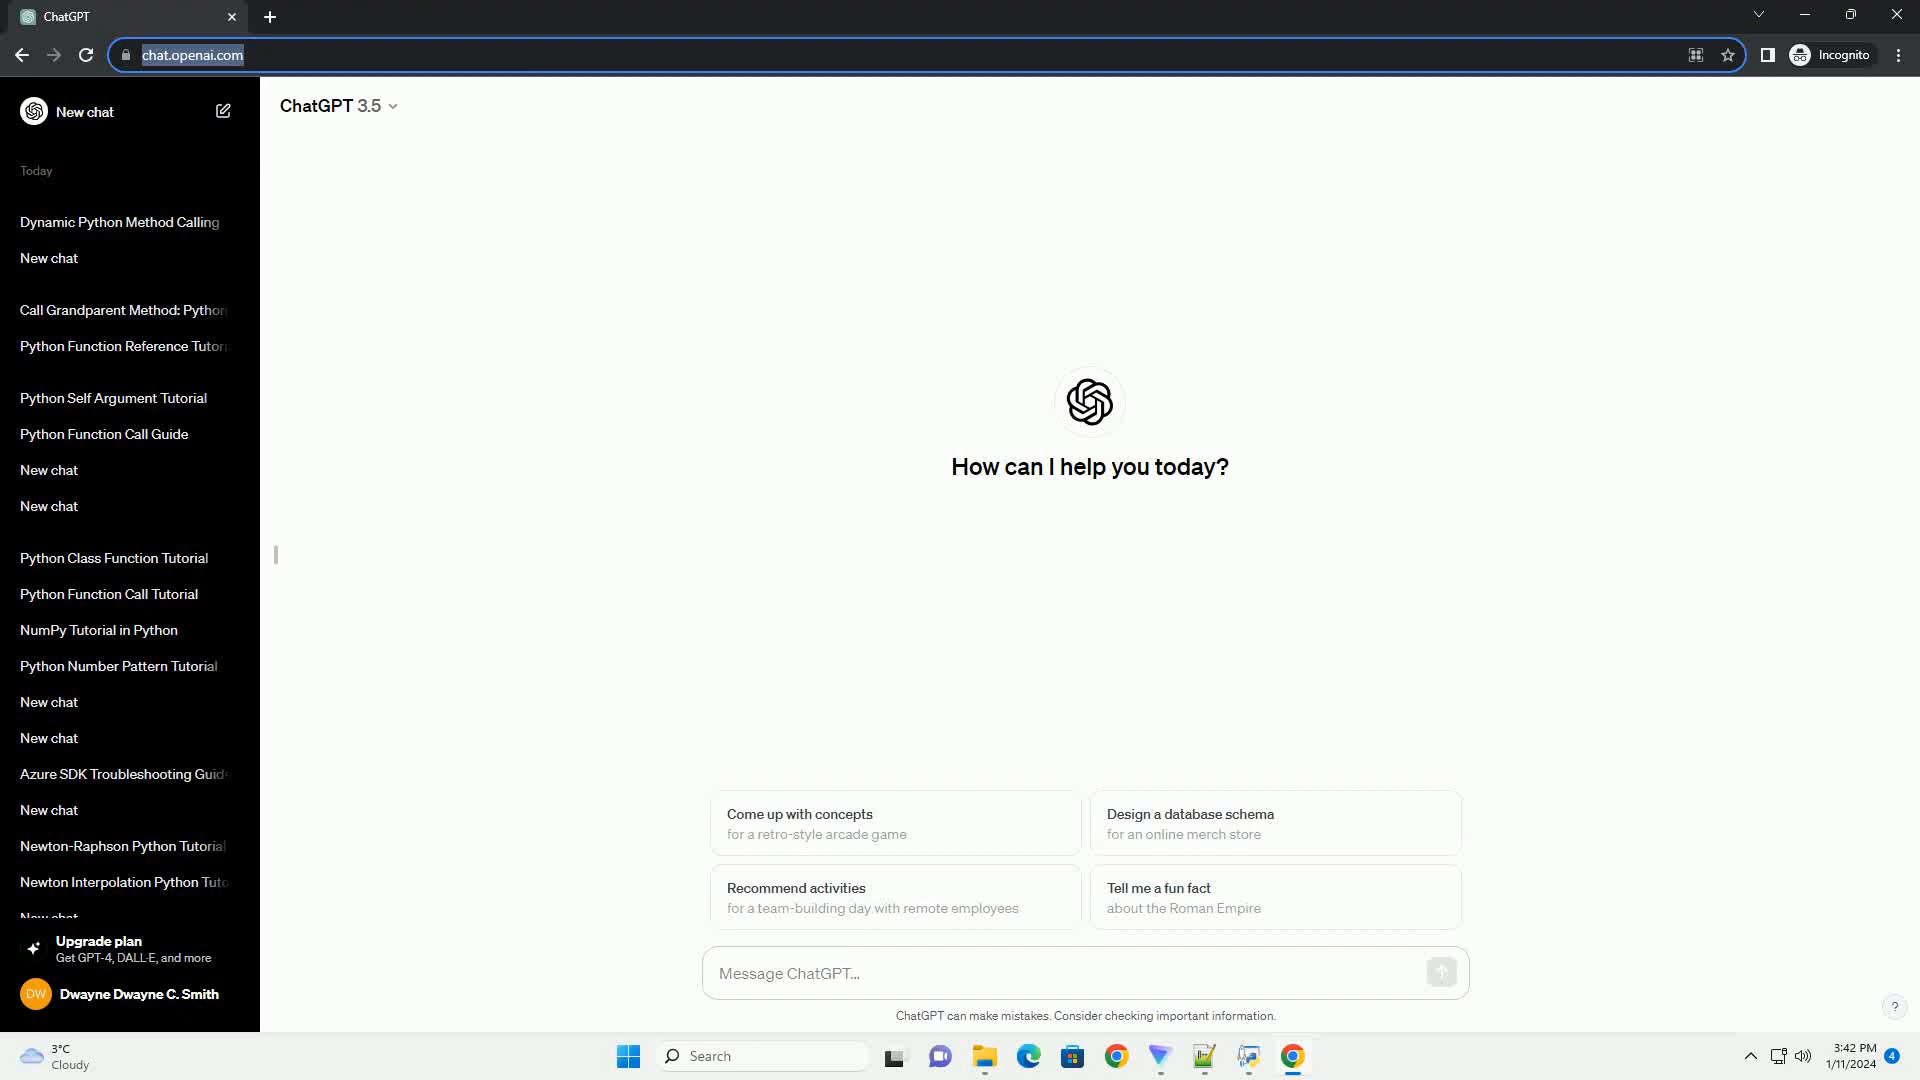 ChatGPT
chat.openai.com
Incognito
New chat
ChatGPT 3.5
Today
Dynamic Python Method Calling
New chat
Call Grandparent Method: Python
Python Function Reference Tutori
Python Self Argument Tutorial
Python Function Call Guide
New chat
New chat
Python Class Function Tutorial
Python Function Call Tutorial
NumPy Tutorial in Python
Python Number Pattern Tutorial
New chat
New chat
Azure SDK Troubleshooting Guide
New chat
Newton-Raphson Python Tutorial
Newton Interpolation Python Tuto
New chat
Upgrade plan
Get GPT-4, DALL·E, and more
DW
Dwayne Dwayne C. Smith
How can I help you today?
Come up with concepts
for a retro-style arcade game
Design a database schema
for an online merch store
Recommend activities
for a team-building day with remote employees
Tell me a fun fact
about the Roman Empire
Message ChatGPT...
ChatGPT can make mistakes. Consider checking important information.
?
3°C
Cloudy
Search
3:42 PM
1/11/2024
4